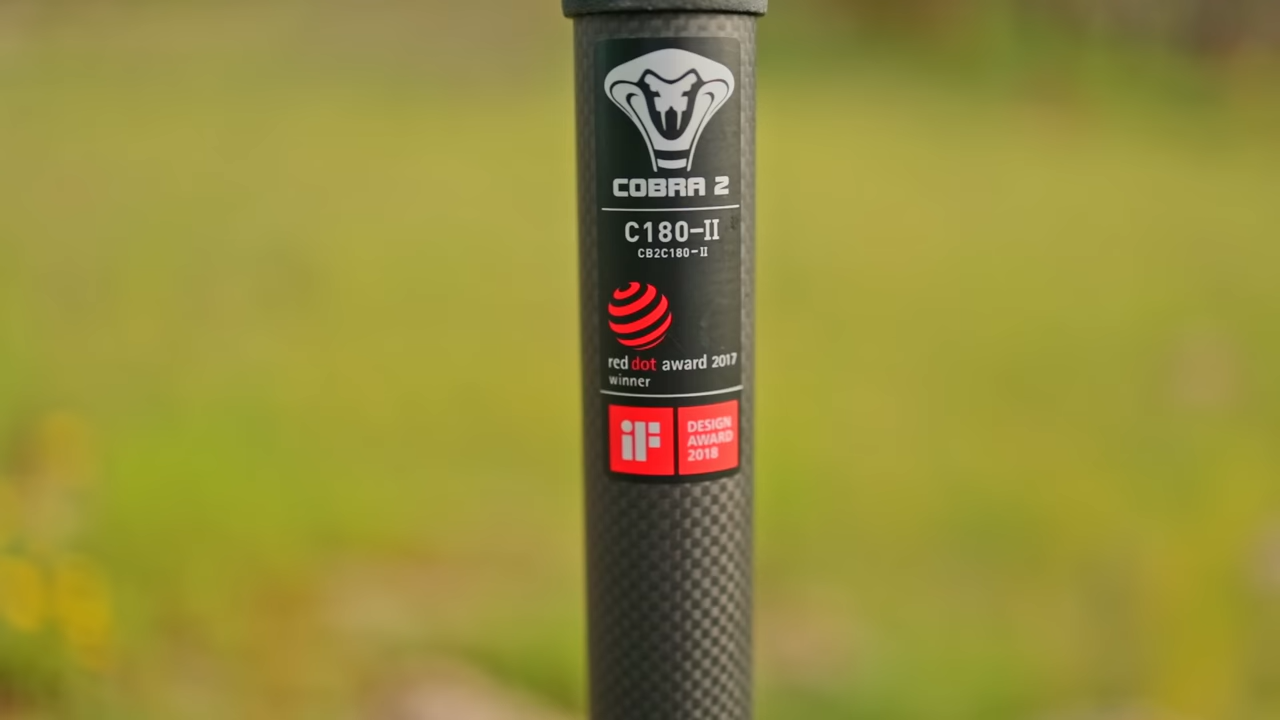 COBRA 2
C180-II
CB2C180-II
red dot award 2017
winner
iF
DESIGN
AWARD
2018